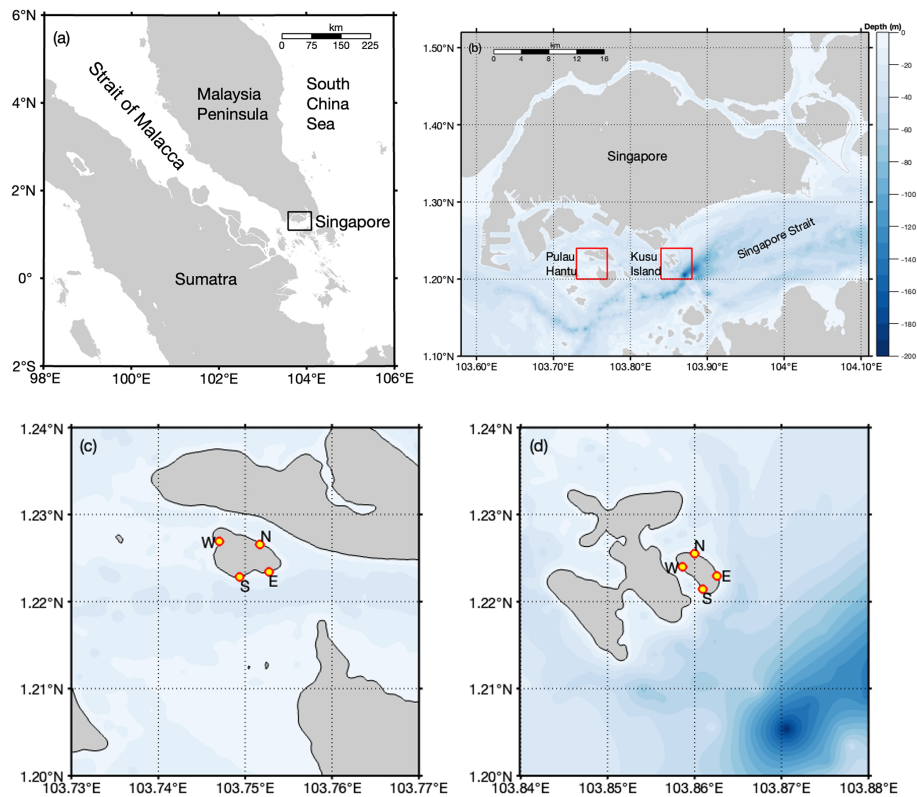 6°N
4°N
2°N
0°
2°S
98°E
100°E
102°E
104°E
106°E
(a)
km
0 75 150 225
Strait of Malacca
Malaysia
Peninsula
South
China
Sea
Singapore
Sumatra
1.50°N
1.40°N
1.30°N
1.20°N
1.10°N
103.60°E
103.70°E
103.80°E
103.90°E
104°E
104.10°E
(b)
km
0 4 8 12 16
Singapore
Pulau
Hantu
Kusu
Island
Singapore Strait
Depth (m)
0
-20
-40
-60
-80
-100
-120
-140
-160
-180
-200
1.24°N
1.23°N
1.22°N
1.21°N
1.20°N
103.73°E
103.74°E
103.75°E
103.76°E
103.77°E
(c)
W
N
S
E
1.24°N
1.23°N
1.22°N
1.21°N
1.20°N
103.84°E
103.85°E
103.86°E
103.87°E
103.88°E
(d)
N
W
E
S